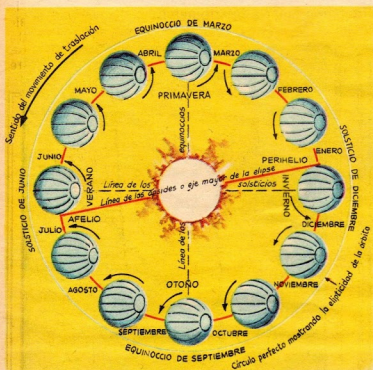 EQUINOCCIO DE MARZO
Sentido del movimiento de traslación
ABRIL
MARZO
MAYO
PRIMAVERA
FEBRERO
equinoccios
SOLSTICIO DE DICIEMBRE
JUNIO
ENERO
PERIHELIO
VERANO
Línea de los solsticios
Línea de los ápsides o eje mayor de la elipse
INVIERNO
SOLSTICIO DE JUNIO
AFELIO
JULIO
DICIEMBRE
Línea de los
AGOSTO
OTOÑO
NOVIEMBRE
SEPTIEMBRE
OCTUBRE
EQUINOCCIO DE SEPTIEMBRE
Círculo perfecto mostrando la elipticidad de la órbita